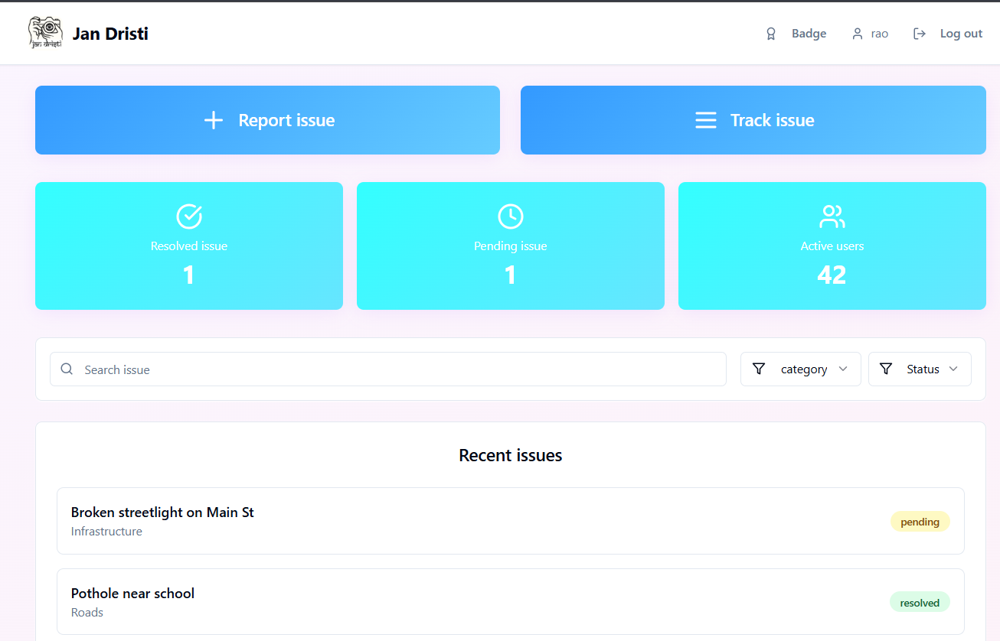 jan dristi
Jan Dristi
Badge
rao
Log out
Report issue
Track issue
Resolved issue
1
Pending issue
1
Active users
42
Search issue
category
Status
Recent issues
Broken streetlight on Main St
Infrastructure
pending
Pothole near school
Roads
resolved